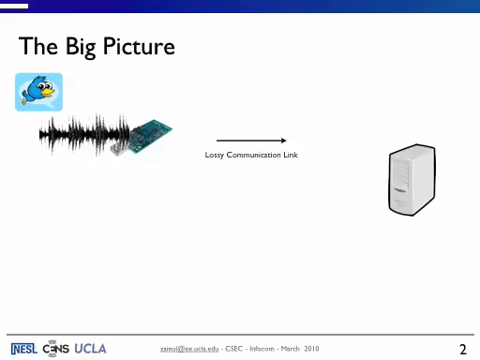 The Big Picture
Lossy Communication Link
NESL CENS UCLA
zainul@ee.ucla.edu - CSEC - Infocom - March 2010
2